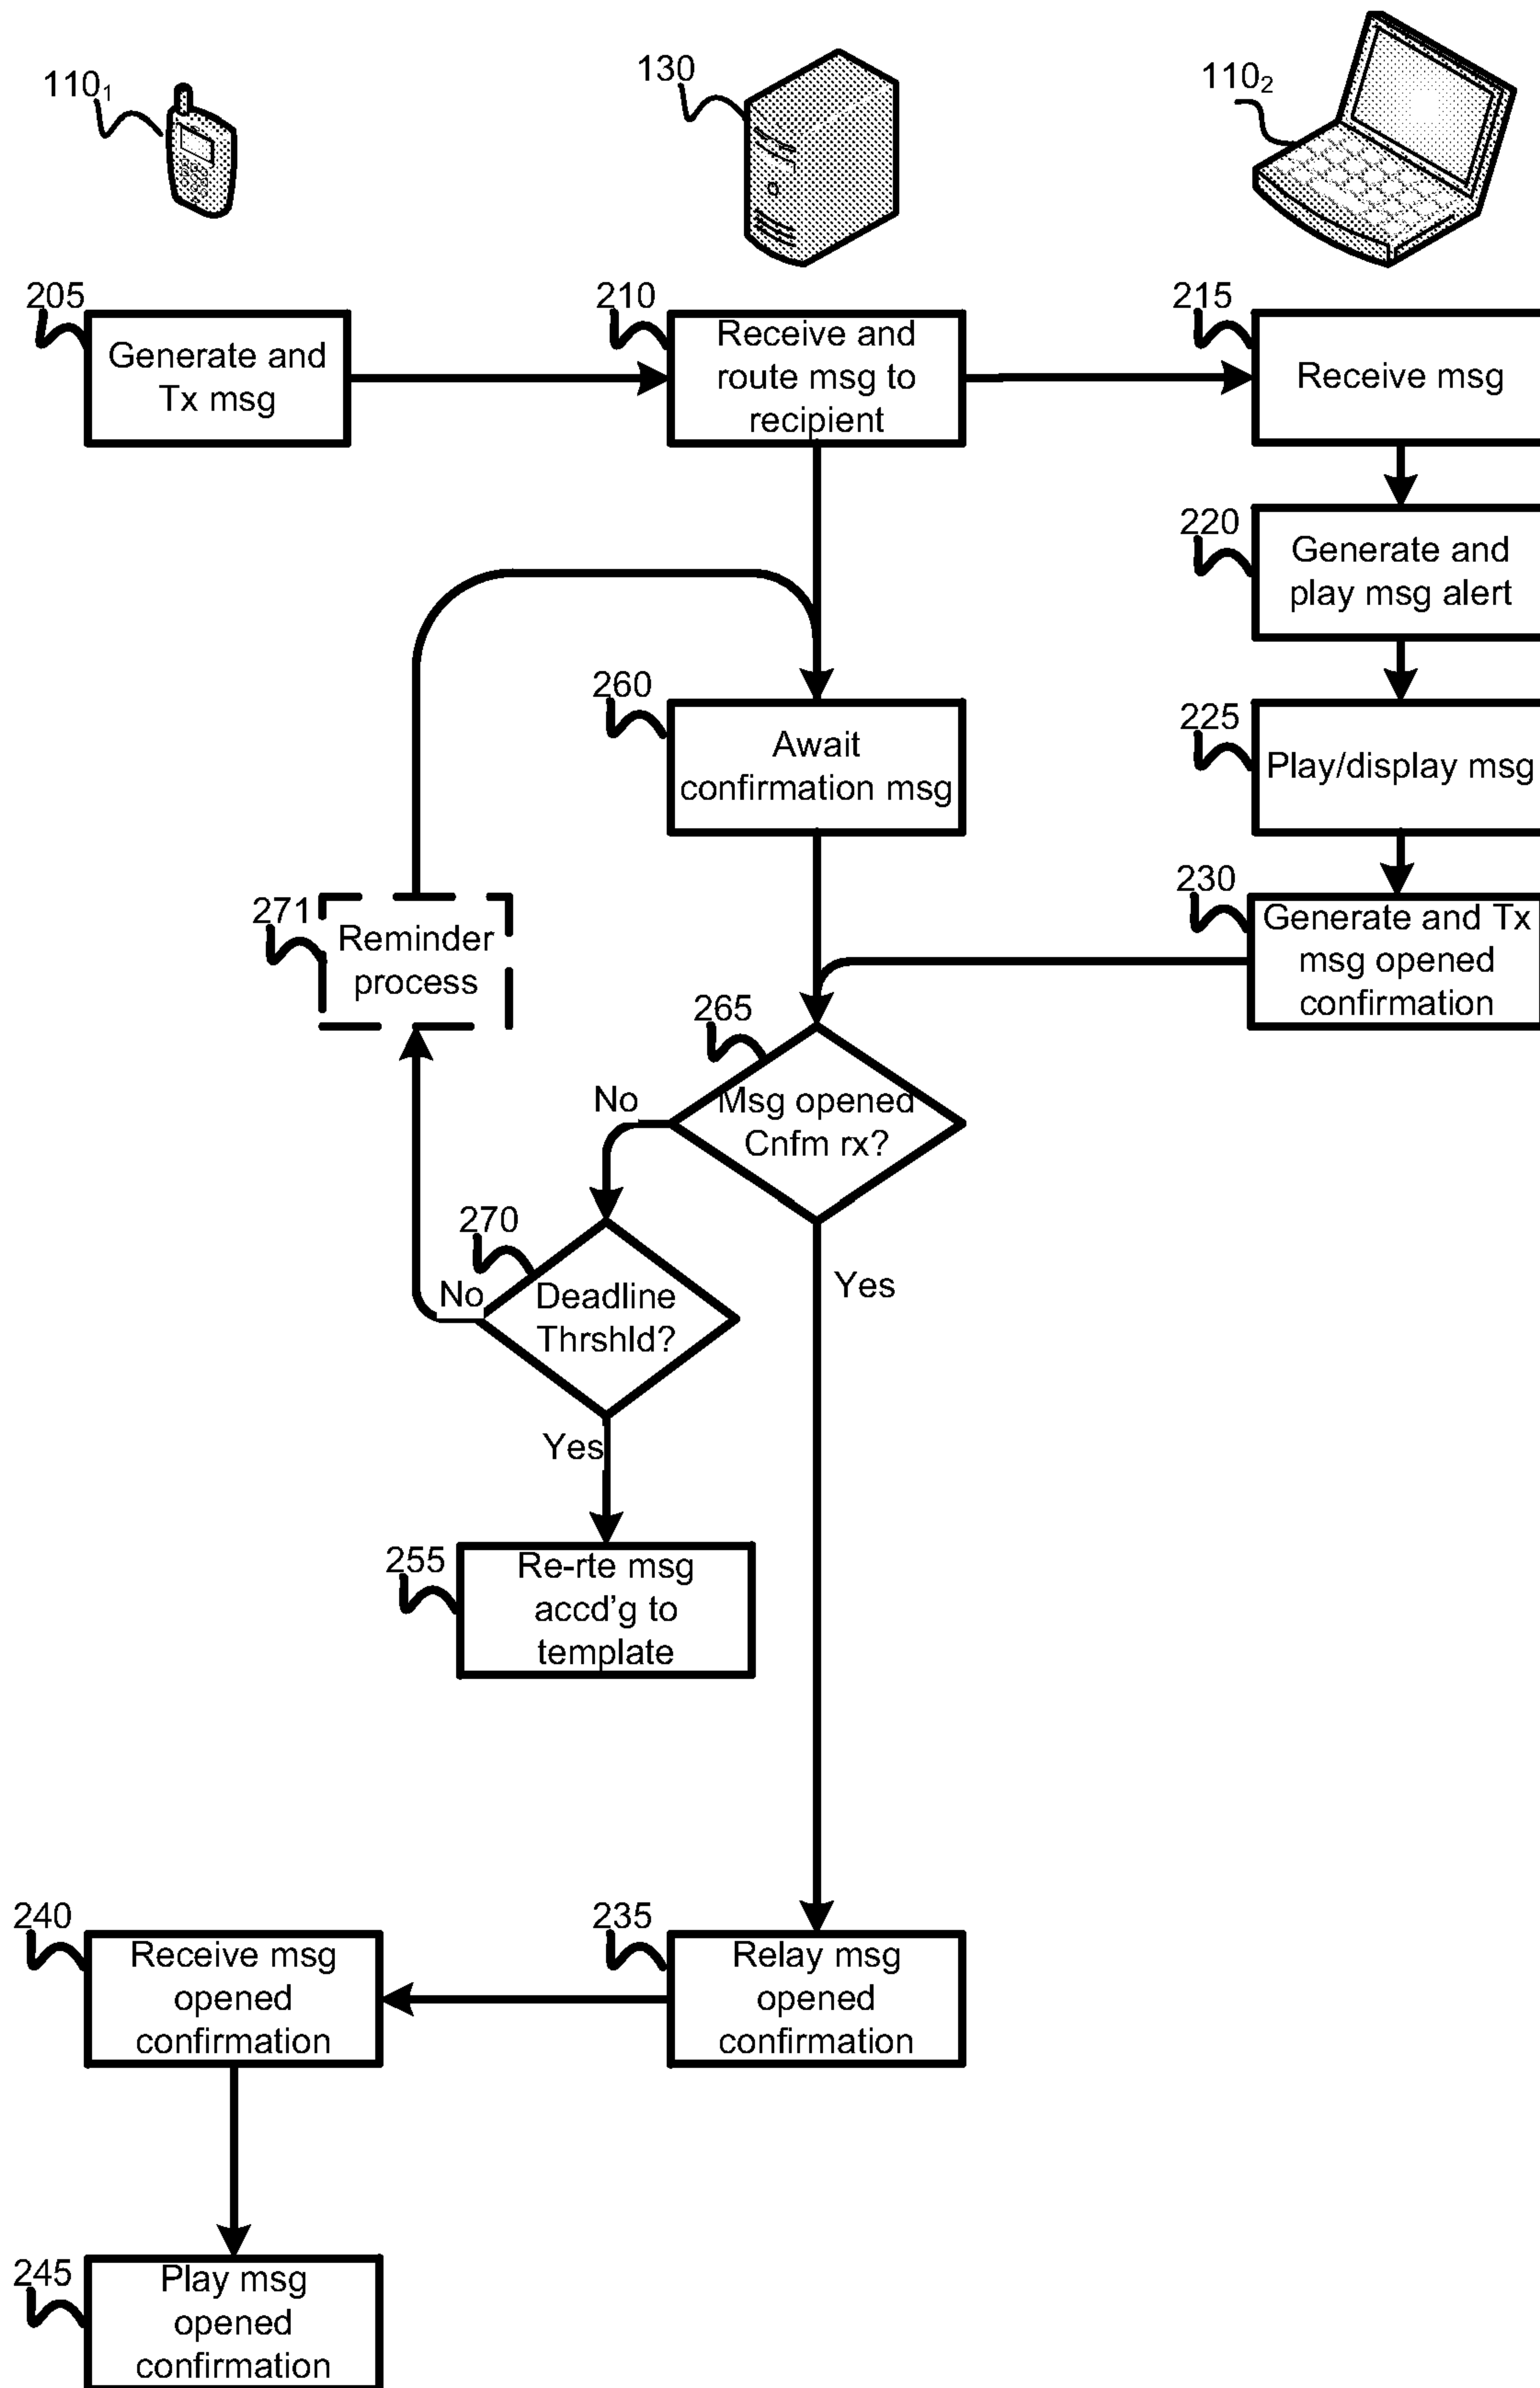 110₁
130
110₂
205
Generate and
Tx msg
210
Receive and
route msg to
recipient
215
Receive msg
220
Generate and
play msg alert
260
Await
confirmation msg
225
Play/display msg
271
Reminder
process
230
Generate and Tx
msg opened
confirmation
265
Msg opened
Cnfm rx?
No
270
Deadline
Thrshld?
No
Yes
Yes
255
Re-rte msg
accd'g to
template
240
Receive msg
opened
confirmation
235
Relay msg
opened
confirmation
245
Play msg
opened
confirmation